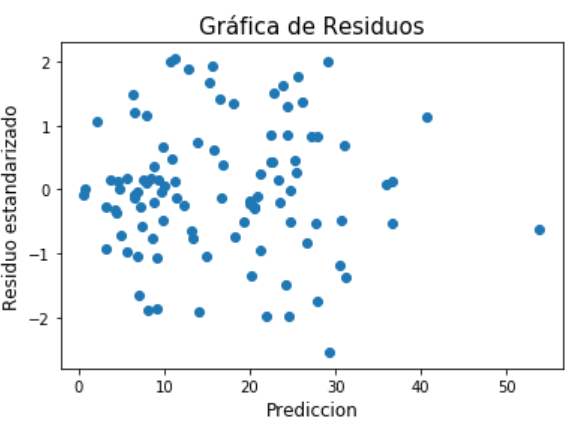 Gráfica de Residuos
Residuo estandarizado
2
1
0
−1
−2
0 10 20 30 40 50
Prediccion